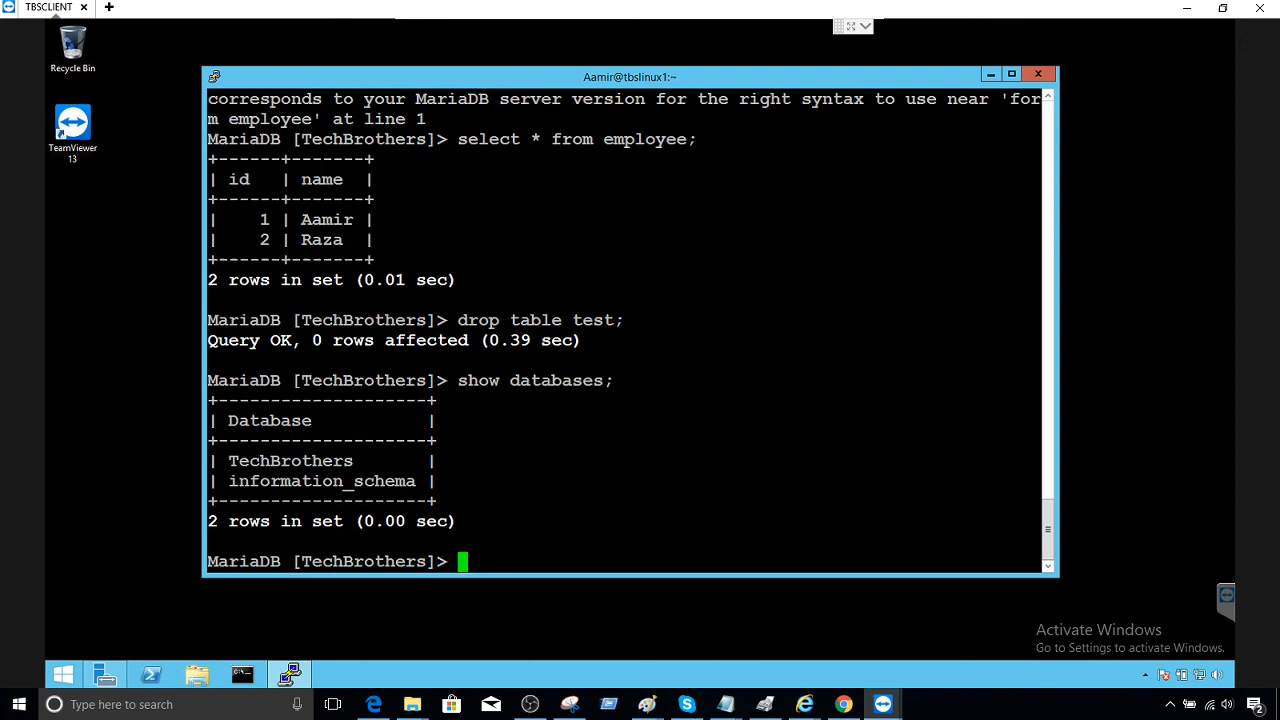 TBSCLIENT
Recycle Bin
TeamViewer
13
Aamir@tbslinux1:~
corresponds to your MariaDB server version for the right syntax to use near 'for
m employee' at line 1
MariaDB [TechBrothers]> select * from employee;
+------+-------+
| id   | name  |
+------+-------+
|    1 | Aamir |
|    2 | Raza  |
+------+-------+
2 rows in set (0.01 sec)
MariaDB [TechBrothers]> drop table test;
Query OK, 0 rows affected (0.39 sec)
MariaDB [TechBrothers]> show databases;
+--------------------+
| Database           |
+--------------------+
| TechBrothers       |
| information_schema |
+--------------------+
2 rows in set (0.00 sec)
MariaDB [TechBrothers]>
Activate Windows
Go to Settings to activate Windows.
Type here to search
2